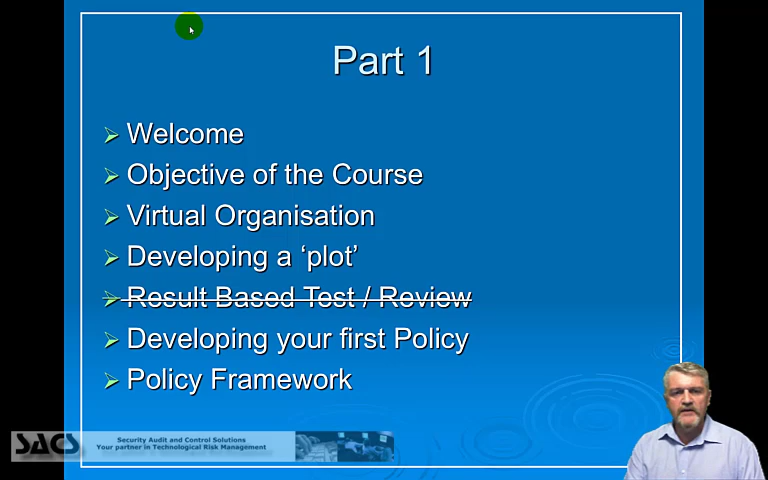 Part 1
Welcome
Objective of the Course
Virtual Organisation
Developing a ‘plot’
Result Based Test / Review
Developing your first Policy
Policy Framework
SACS
Security Audit and Control Solutions
Your partner in Technological Risk Management